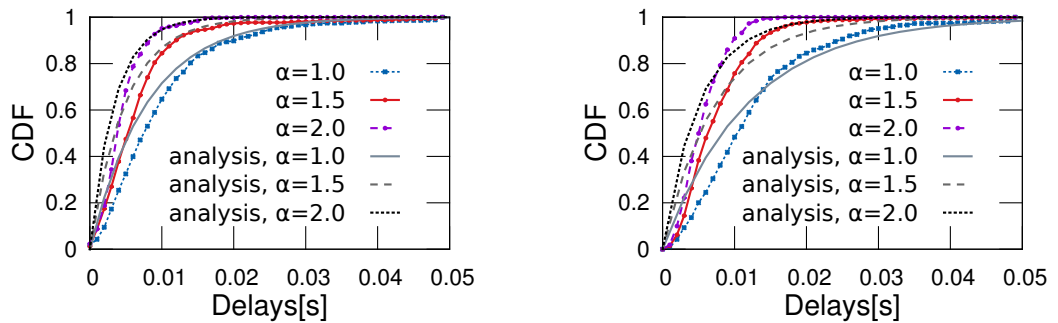 1
0.8
0.6
0.4
0.2
0
CDF
α=1.0
α=1.5
α=2.0
analysis, α=1.0
analysis, α=1.5
analysis, α=2.0
0 0.01 0.02 0.03 0.04 0.05
Delays[s]
1
0.8
0.6
0.4
0.2
0
CDF
α=1.0
α=1.5
α=2.0
analysis, α=1.0
analysis, α=1.5
analysis, α=2.0
0 0.01 0.02 0.03 0.04 0.05
Delays[s]